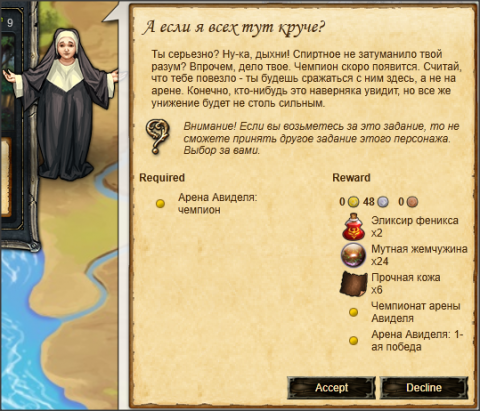 9
А если я всех тут круче?
Ты серьезно? Ну-ка, дыхни! Спиртное не затуманило твой
разум? Впрочем, дело твое. Чемпион скоро появится. Считай,
что тебе повезло - ты будешь сражаться с ним здесь, а не на
арене. Конечно, кто-нибудь это наверняка увидит, но все же
унижение будет не столь сильным.
Внимание! Если вы возьметесь за это задание, то не
сможете принять другое задание этого персонажа.
Выбор за вами.
Required
Арена Авиделя:
чемпион
Reward
0 48 0
Эликсир феникса
x2
Мутная жемчужина
x24
Прочная кожа
x6
Чемпионат арены
Авиделя
Арена Авиделя: 1-
ая победа
Accept Decline